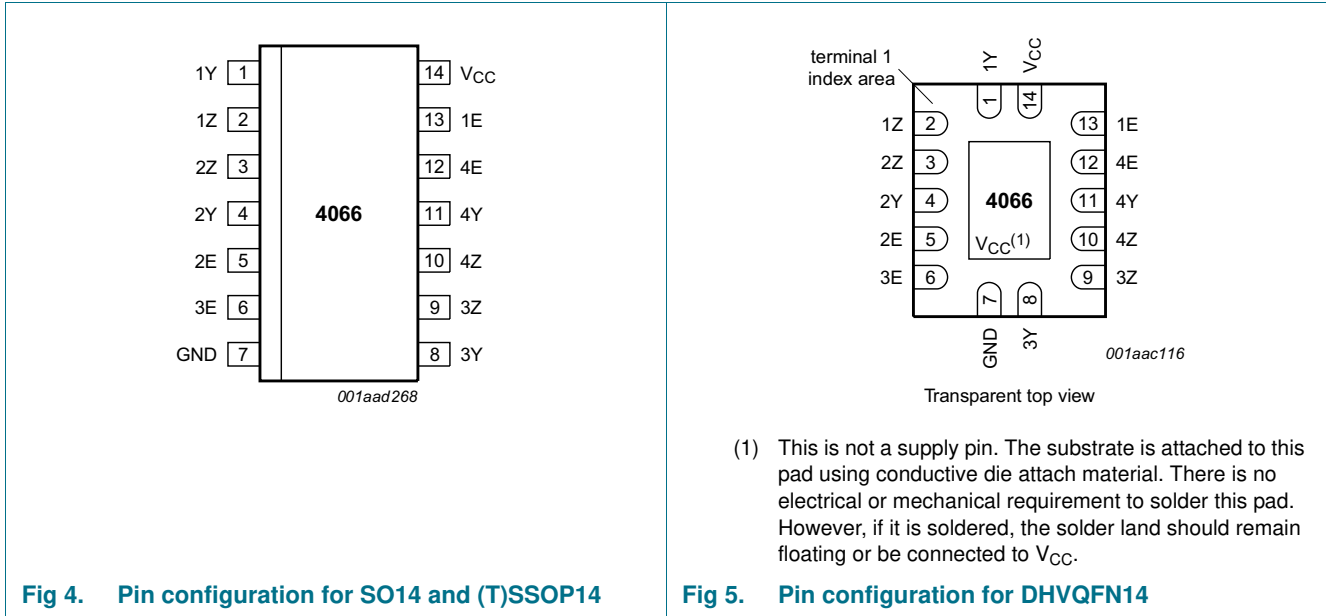 1Y 1 14 VCC
1Z 2 13 1E
2Z 3 12 4E
2Y 4 4066 11 4Y
2E 5 10 4Z
3E 6 9 3Z
GND 7 8 3Y
001aad268
terminal 1
index area
1Y VCC
1 14
1Z 2 13 1E
2Z 3 12 4E
2Y 4 4066 11 4Y
2E 5 VCC(1) 10 4Z
3E 6 9 3Z
7 8
GND 3Y
001aac116
Transparent top view
(1) This is not a supply pin. The substrate is attached to this
pad using conductive die attach material. There is no
electrical or mechanical requirement to solder this pad.
However, if it is soldered, the solder land should remain
floating or be connected to VCC.
Fig 4. Pin configuration for SO14 and (T)SSOP14
Fig 5. Pin configuration for DHVQFN14